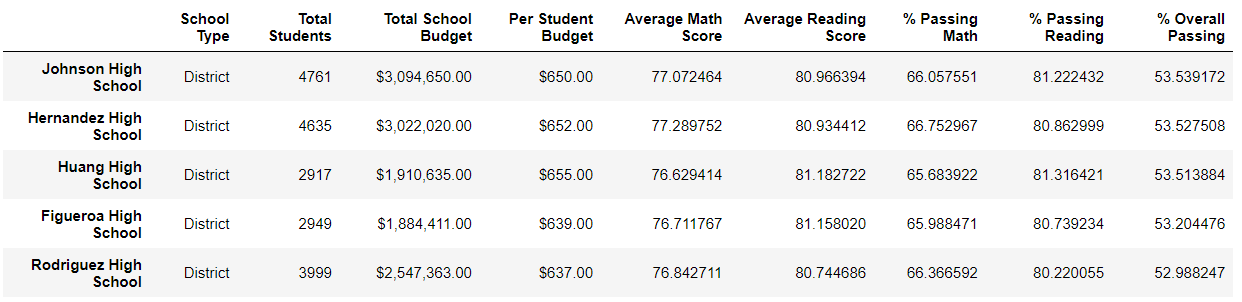 School Type Total Students Total School Budget Per Student Budget Average Math Score Average Reading Score % Passing Math % Passing Reading % Overall Passing
Johnson High School District 4761 $3,094,650.00 $650.00 77.072464 80.966394 66.057551 81.222432 53.539172
Hernandez High School District 4635 $3,022,020.00 $652.00 77.289752 80.934412 66.752967 80.862999 53.527508
Huang High School District 2917 $1,910,635.00 $655.00 76.629414 81.182722 65.683922 81.316421 53.513884
Figueroa High School District 2949 $1,884,411.00 $639.00 76.711767 81.158020 65.988471 80.739234 53.204476
Rodriguez High School District 3999 $2,547,363.00 $637.00 76.842711 80.744686 66.366592 80.220055 52.988247